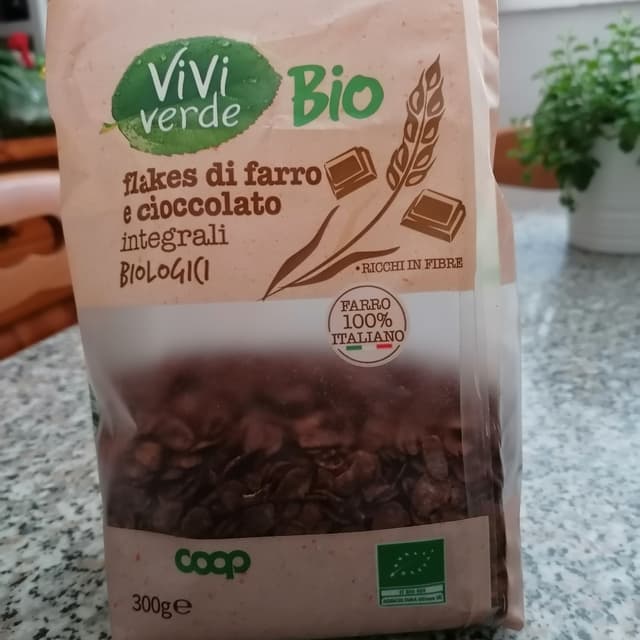 ViVi
verde
Bio
flakes di farro
e cioccolato
integrali
BIOLOGICI
•RICCHI IN FIBRE
FARRO
100%
ITALIANO
coop
300g℮